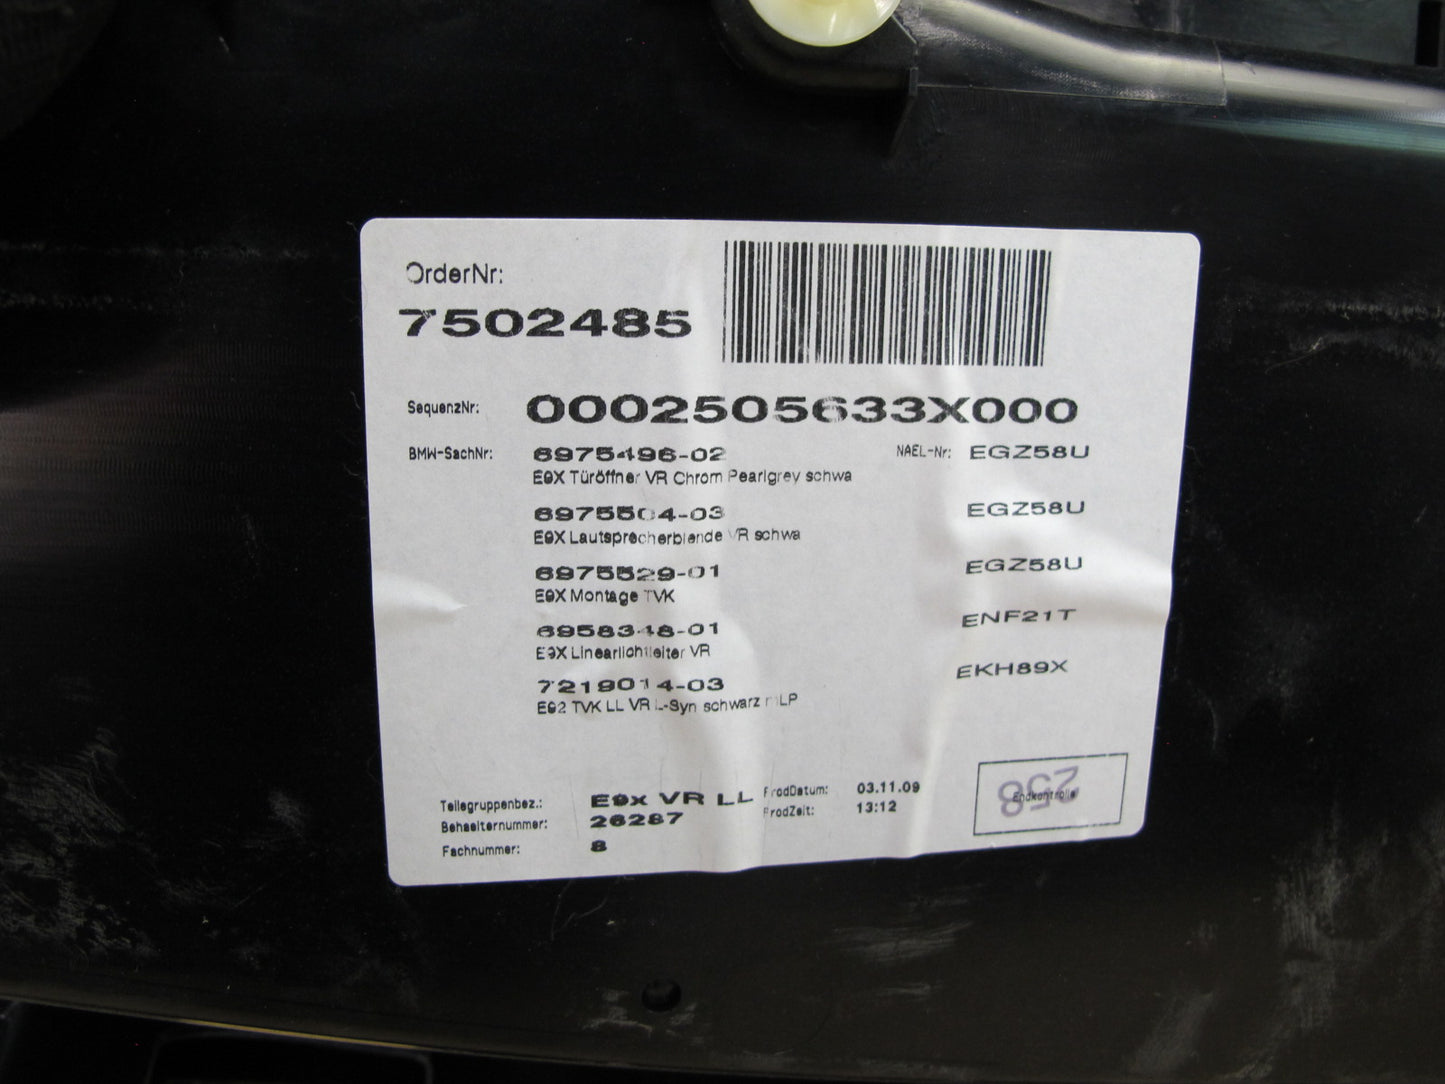 OrderNr:
7502485
SequenzNr: 0002505633X000
BMW-SachNr: 6975496-02 NAEL-Nr: EGZ58U
E9X Türöffner VR Chrom Pearlgrey schwa
6975504-03 EGZ58U
E9X Lautsprecherblende VR schwa
6975529-01 EGZ58U
E9X Montage TVK
6958348-01 ENF21T
E9X Linearlichtleiter VR
7219014-03 EKH89X
E92 TVK LL VR L-Syn schwarz LP
Teilegruppenbez.: E9x VR LL ProdDatum: 03.11.09
Behaelternummer: 26287 ProdZeit: 13:12
Fachnummer: 8
Endkontrolle
258